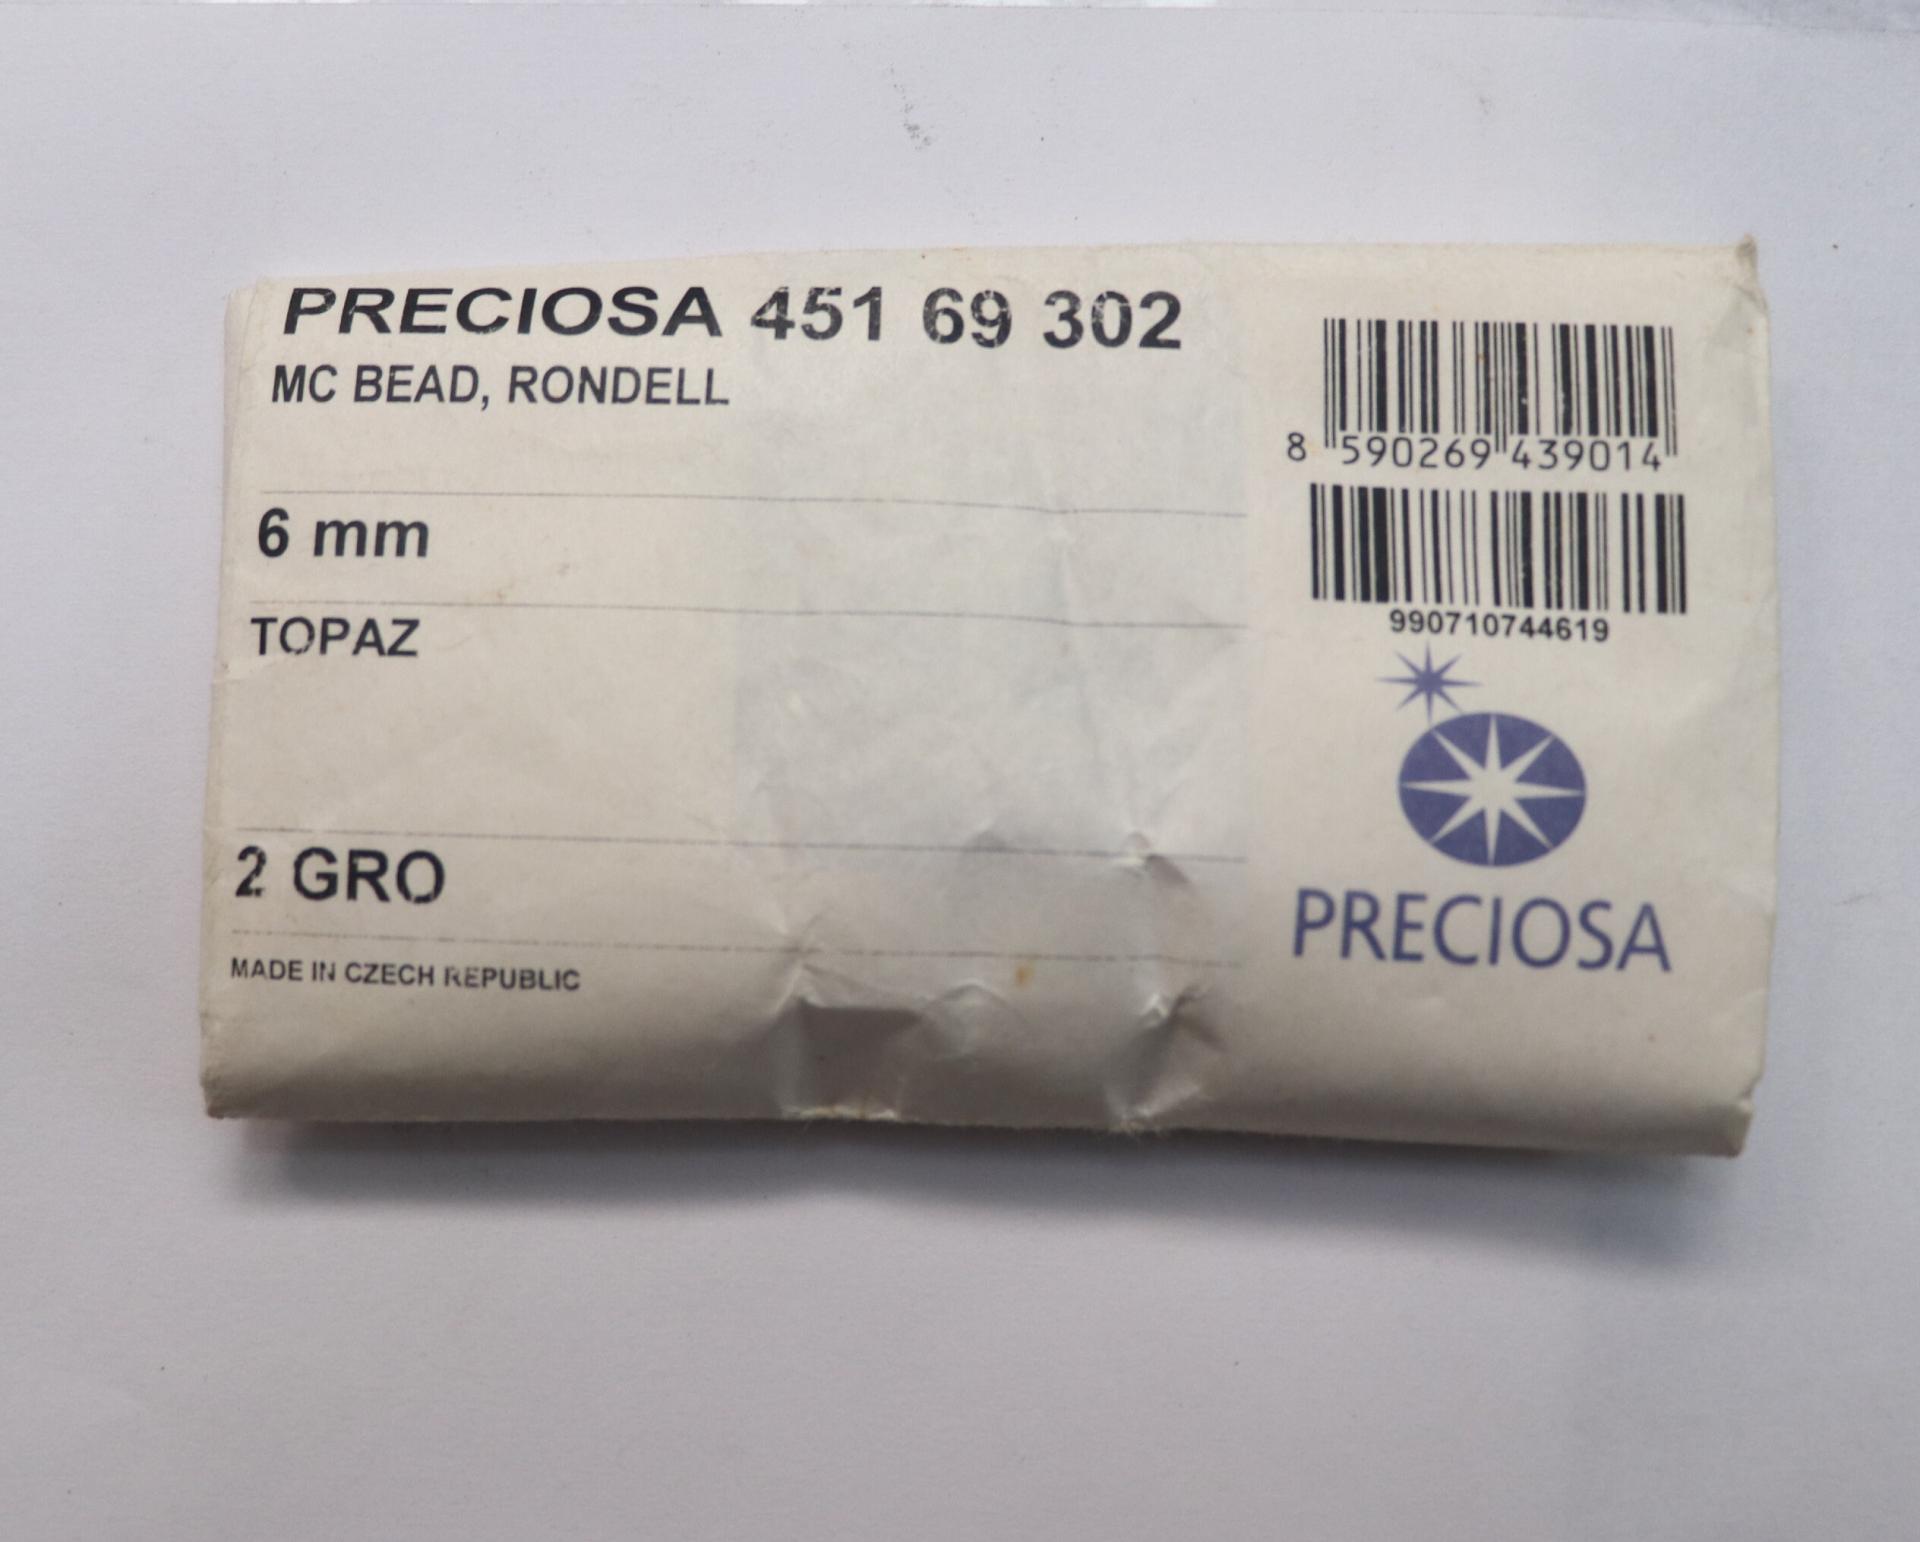 PRECIOSA 451 69 302
MC BEAD, RONDELL
6 mm
TOPAZ
2 GRO
MADE IN CZECH REPUBLIC
8 590269 439014
990710744619
PRECIOSA